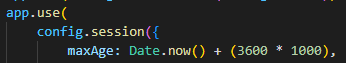 app.use(
config.session({
maxAge: Date.now() + (3600 * 1000),